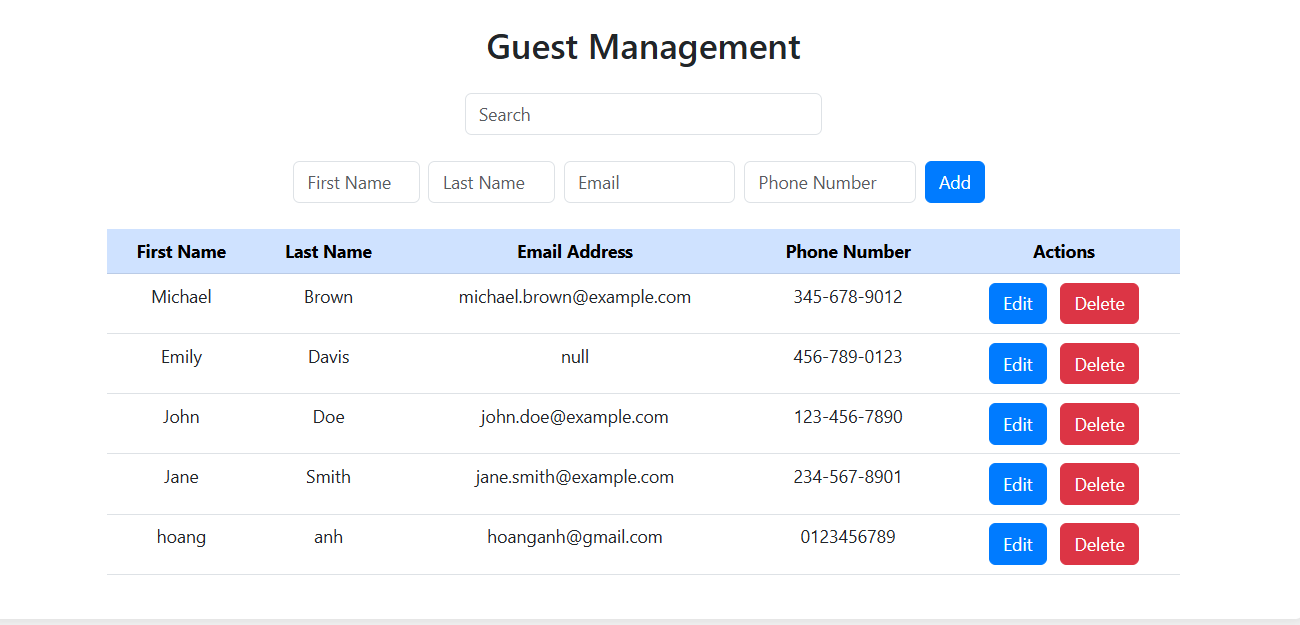 Guest Management
Search
First Name Last Name Email Phone Number Add
First Name Last Name Email Address Phone Number Actions
Michael Brown michael.brown@example.com 345-678-9012 Edit Delete
Emily Davis null 456-789-0123 Edit Delete
John Doe john.doe@example.com 123-456-7890 Edit Delete
Jane Smith jane.smith@example.com 234-567-8901 Edit Delete
hoang anh hoanganh@gmail.com 0123456789 Edit Delete